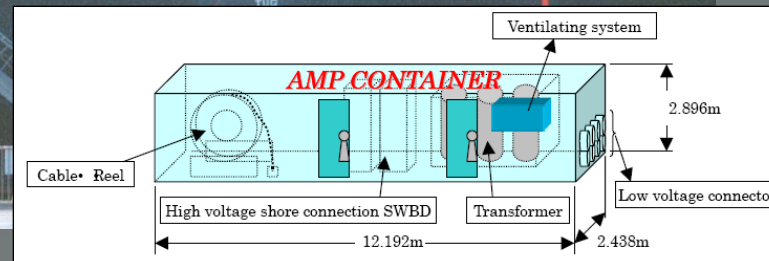 Ventilating system
AMP CONTAINER
2.896m
Cable• Reel
High voltage shore connection SWBD
Transformer
Low voltage connecto
12.192m
2.438m